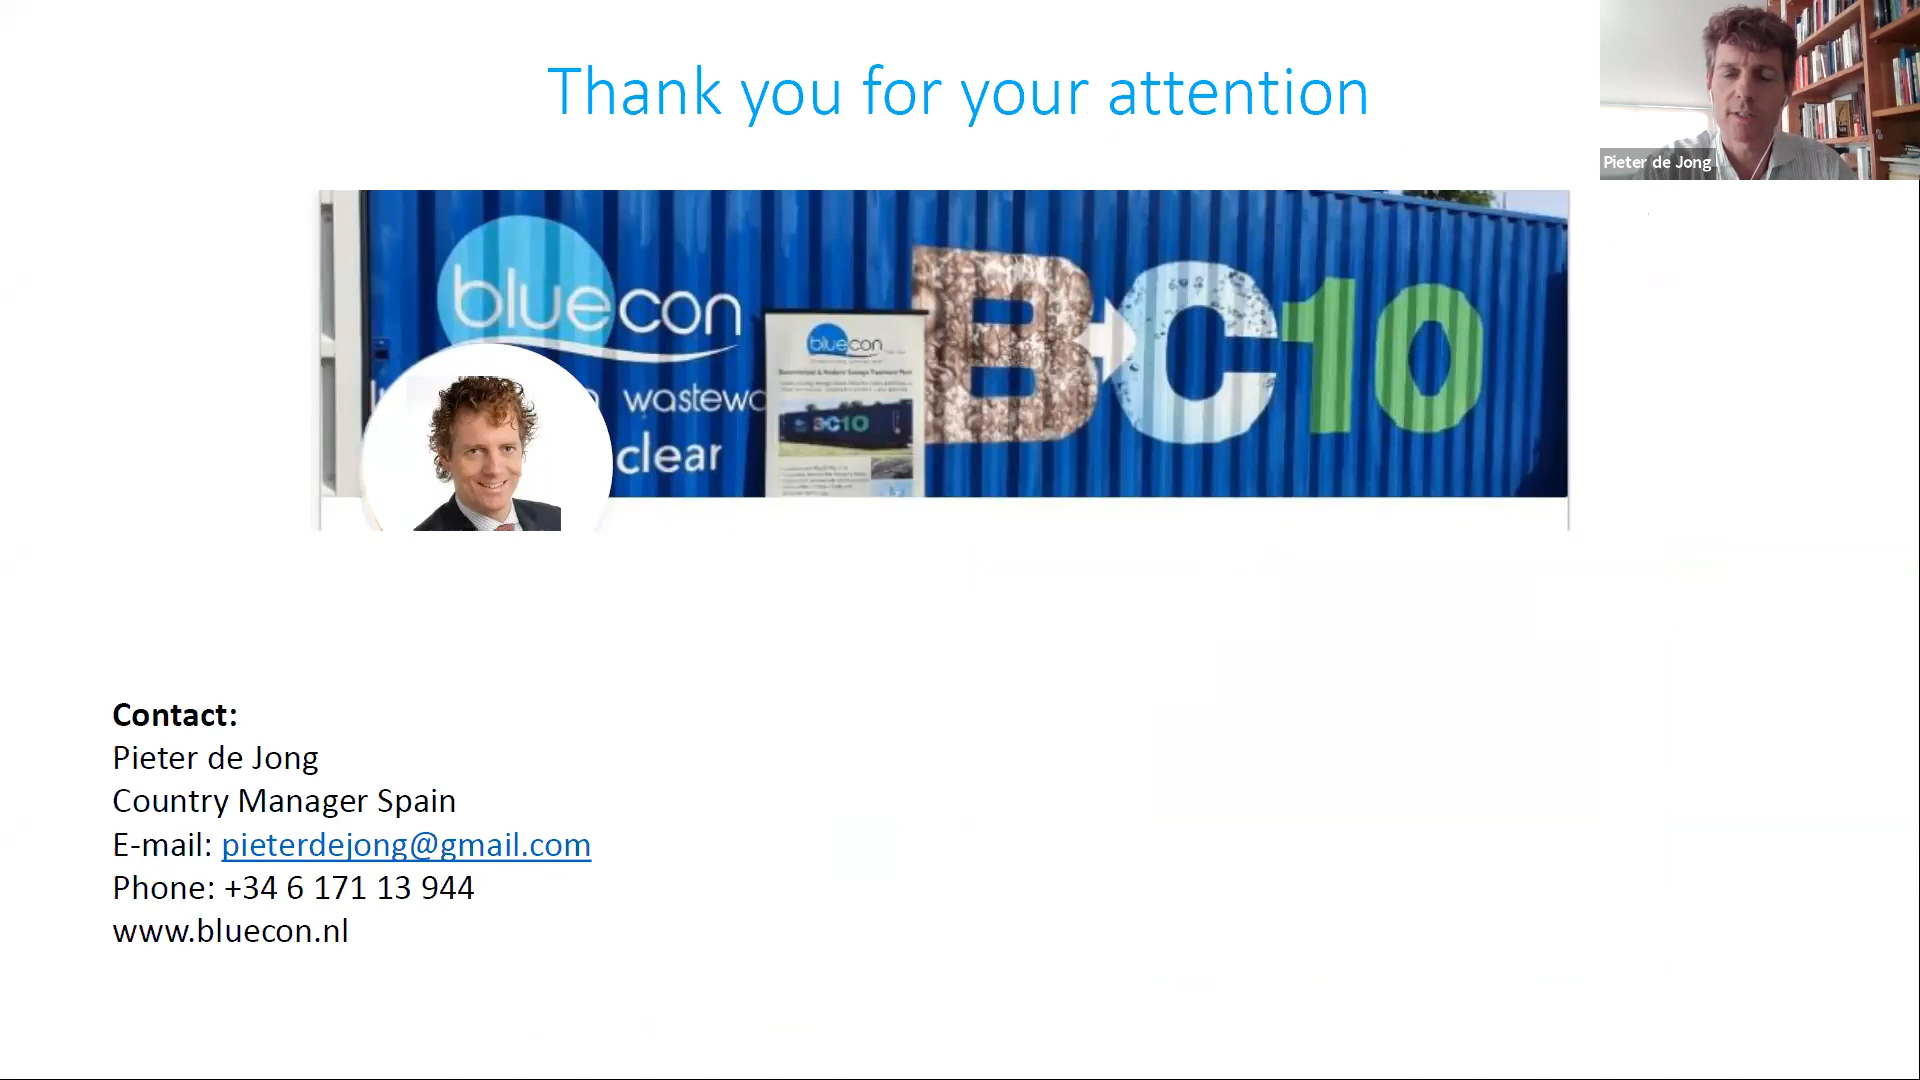 Thank you for your attention
Pieter de Jong
bluecon
BC10
wastewa
clear
bluecon
BC10
Contact:
Pieter de Jong
Country Manager Spain
E-mail: pieterdejong@gmail.com
Phone: +34 6 171 13 944
www.bluecon.nl